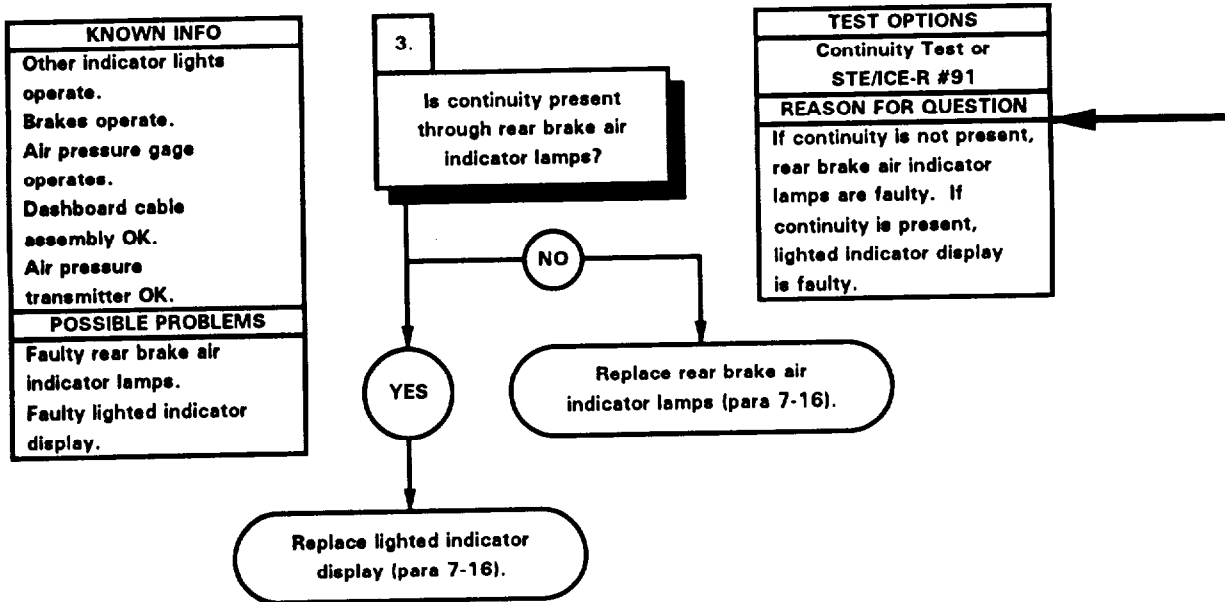 KNOWN INFO
Other indicator lights
operate.
Brakes operate.
Air pressure gage
operates.
Dashboard cable
assembly OK.
Air pressure
transmitter OK.
POSSIBLE PROBLEMS
Faulty rear brake air
indicator lamps.
Faulty lighted indicator
display.
3.
Is continuity present
through rear brake air
indicator lamps?
NO
YES
Replace rear brake air
indicator lamps (para 7-16).
Replace lighted indicator
display (para 7-16).
TEST OPTIONS
Continuity Test or
STE/ICE-R #91
REASON FOR QUESTION
If continuity is not present,
rear brake air indicator
lamps are faulty. If
continuity is present,
lighted indicator display
is faulty.